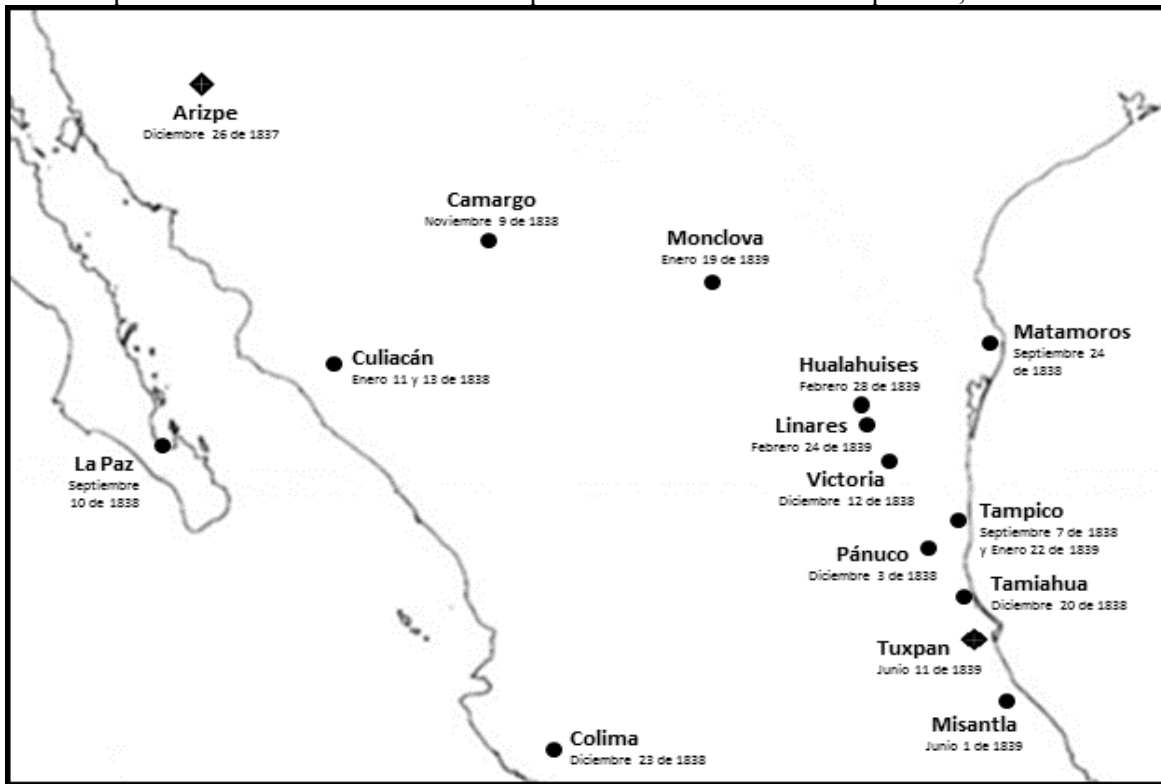 Arizpe
Diciembre 26 de 1837
Camargo
Noviembre 9 de 1838
Monclova
Enero 19 de 1839
Matamoros
Septiembre 24
de 1838
Culiacán
Enero 11 y 13 de 1838
Hualahuises
Febrero 28 de 1839
Linares
Febrero 24 de 1839
La Paz
Septiembre
10 de 1838
Victoria
Diciembre 12 de 1838
Tampico
Septiembre 7 de 1838
y Enero 22 de 1839
Pánuco
Diciembre 3 de 1838
Tamiahua
Diciembre 20 de 1838
Tuxpan
Junio 11 de 1839
Misantla
Junio 1 de 1839
Colima
Diciembre 23 de 1838